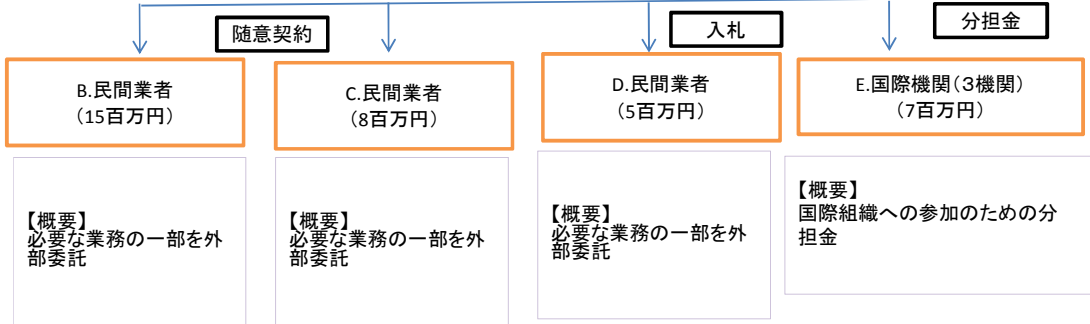 随意契約
入札
分担金
B.民間業者
（15百万円）
C.民間業者
（8百万円）
D.民間業者
（5百万円）
E.国際機関（３機関）
（7百万円）
【概要】
必要な業務の一部を外
部委託
【概要】
必要な業務の一部を外
部委託
【概要】
必要な業務の一部を外
部委託
【概要】
国際組織への参加のための分
担金